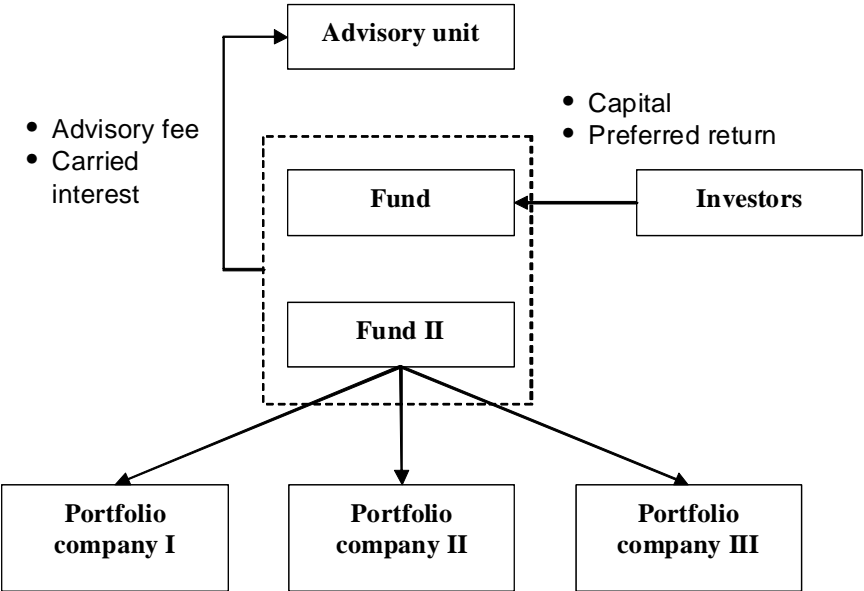 Advisory unit
• Capital
• Preferred return
• Advisory fee
• Carried
interest
Fund
Investors
Fund II
Portfolio
company I
Portfolio
company II
Portfolio
company III